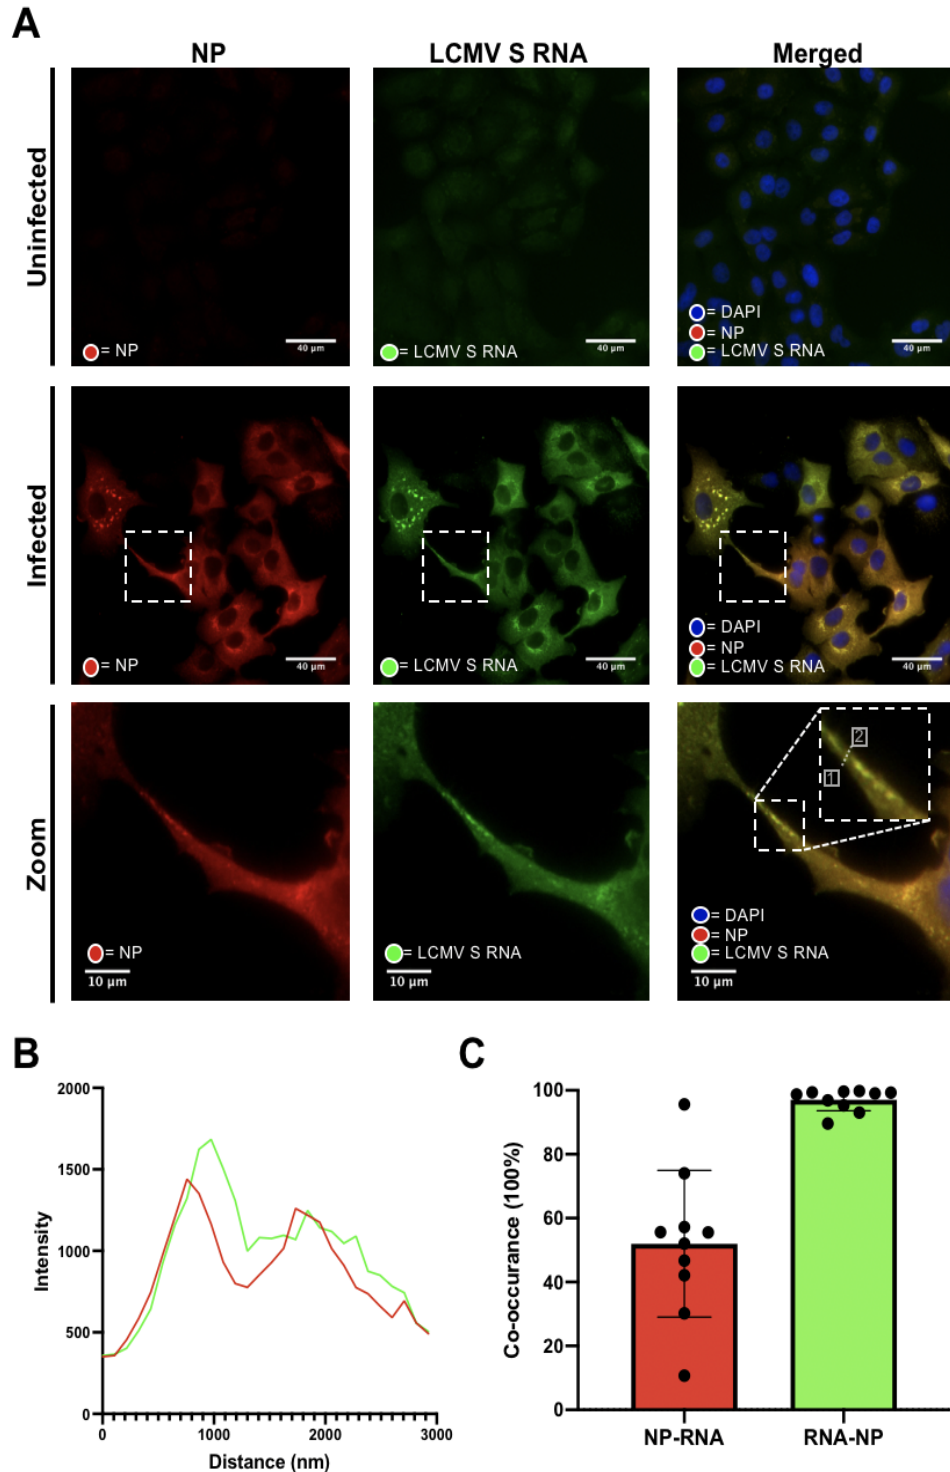 A
NP
LCMV S RNA
Merged
Uninfected
= NP
40 µm
= LCMV S RNA
40 µm
= DAPI
= NP
= LCMV S RNA
40 µm
Infected
= NP
40 µm
= LCMV S RNA
40 µm
= DAPI
= NP
= LCMV S RNA
40 µm
Zoom
= NP
10 µm
= LCMV S RNA
10 µm
2
1
= DAPI
= NP
= LCMV S RNA
10 µm
B
2000
1500
1000
500
0
Intensity
0
1000
2000
3000
Distance (nm)
C
100
80
60
40
20
0
Co-occurance (100%)
NP-RNA
RNA-NP